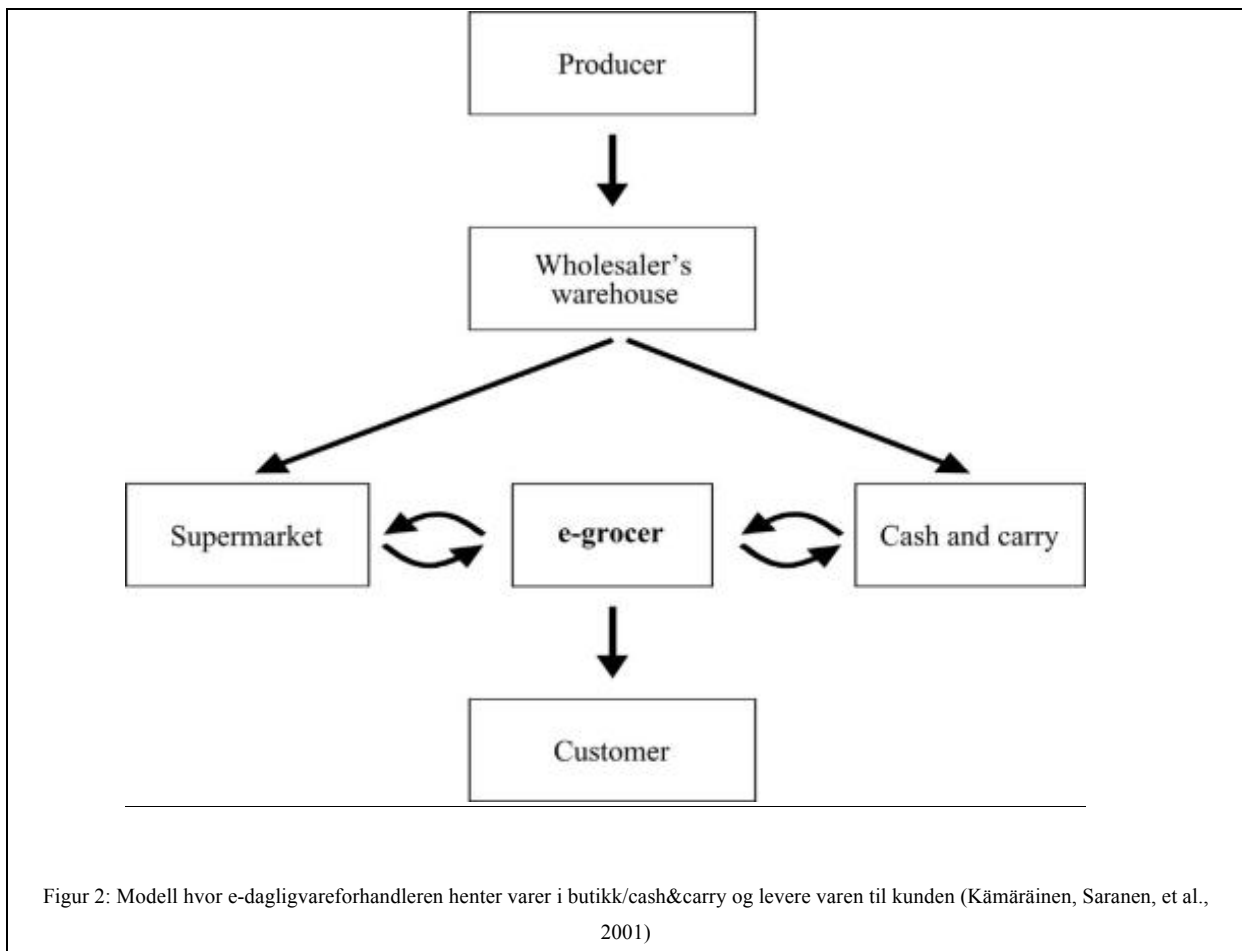 Producer
Wholesaler's
warehouse
Supermarket
e-grocer
Cash and carry
Customer
Figur 2: Modell hvor e-dagligvareforhandleren henter varer i butikk/cash&carry og levere varen til kunden (Kämäräinen, Saranen, et al.,
2001)